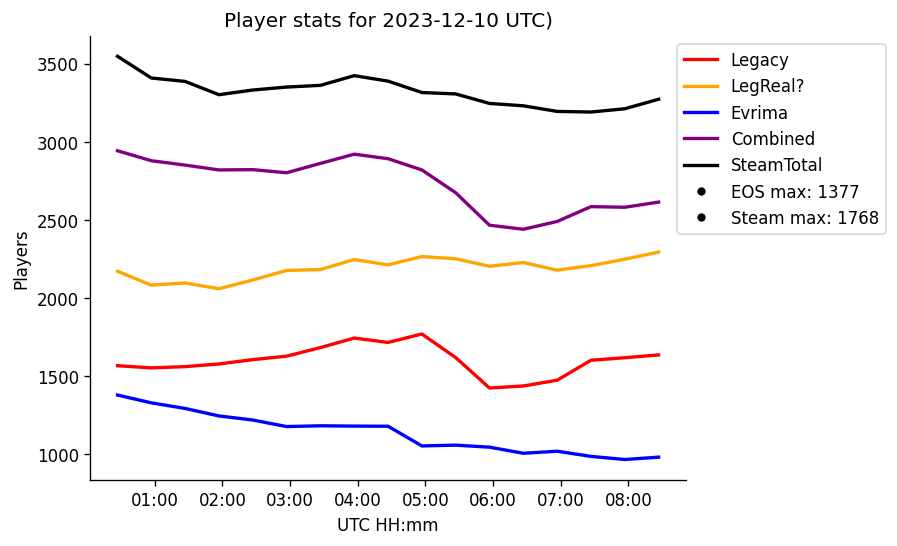 Player stats for 2023-12-10 UTC)
Legacy
LegReal?
Evrima
Combined
SteamTotal
EOS max: 1377
Steam max: 1768
Players
3500
3000
2500
2000
1500
1000
01:00 02:00 03:00 04:00 05:00 06:00 07:00 08:00
UTC HH:mm